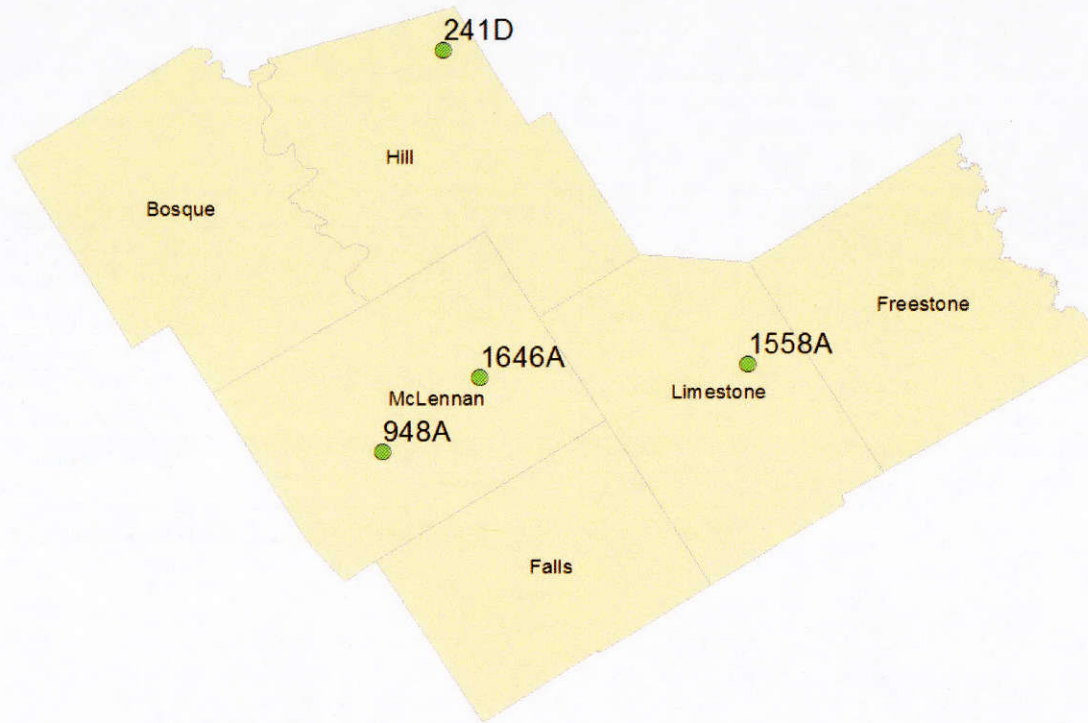 241D
Hill
Bosque
Freestone
1646A
1558A
McLennan
Limestone
948A
Falls